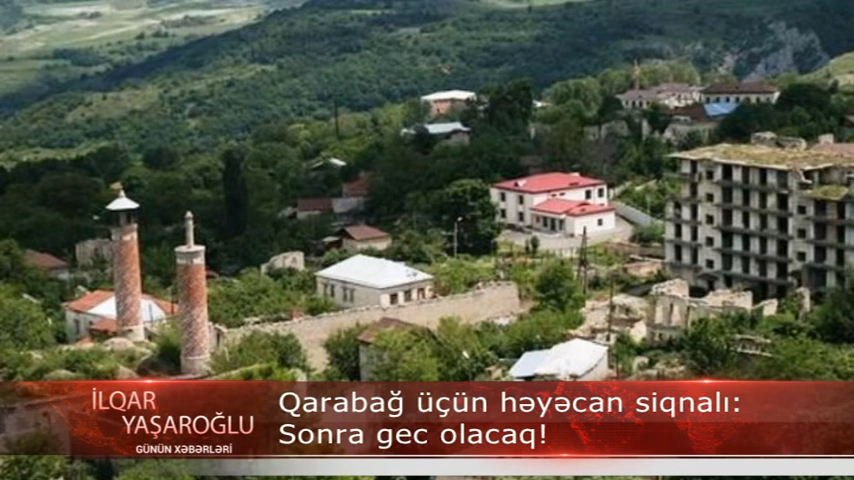 İLQAR
YAŞAROĞLU
GÜNÜN XƏBƏRLƏRİ
Qarabağ üçün həyəcan siqnalı:
Sonra gec olacaq!